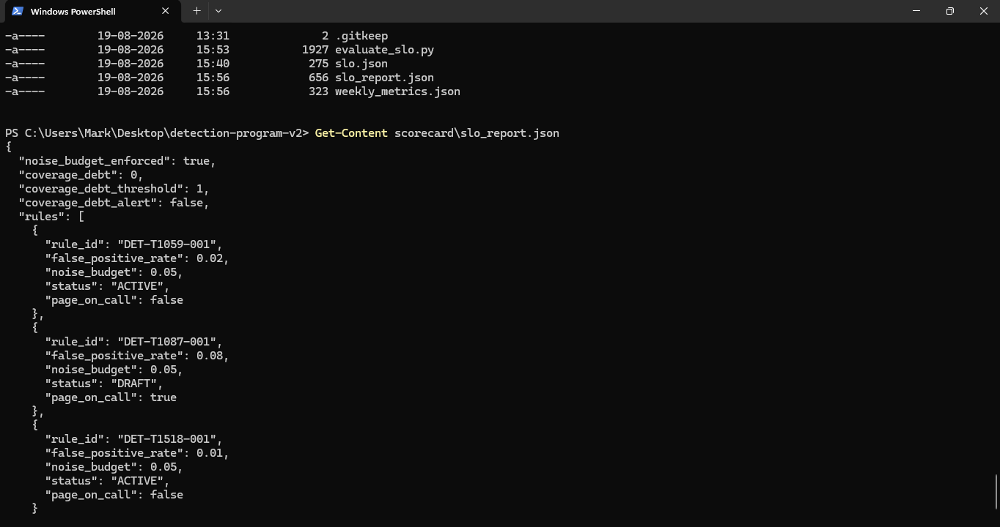 Windows PowerShell
-a---- 19-08-2026 13:31 2 .gitkeep
-a---- 19-08-2026 15:53 1927 evaluate_slo.py
-a---- 19-08-2026 15:40 275 slo.json
-a---- 19-08-2026 15:56 656 slo_report.json
-a---- 19-08-2026 15:56 323 weekly_metrics.json
PS C:\Users\Mark\Desktop\detection-program-v2> Get-Content scorecard\slo_report.json
{
  "noise_budget_enforced": true,
  "coverage_debt": 0,
  "coverage_debt_threshold": 1,
  "coverage_debt_alert": false,
  "rules": [
    {
      "rule_id": "DET-T1059-001",
      "false_positive_rate": 0.02,
      "noise_budget": 0.05,
      "status": "ACTIVE",
      "page_on_call": false
    },
    {
      "rule_id": "DET-T1087-001",
      "false_positive_rate": 0.08,
      "noise_budget": 0.05,
      "status": "DRAFT",
      "page_on_call": true
    },
    {
      "rule_id": "DET-T1518-001",
      "false_positive_rate": 0.01,
      "noise_budget": 0.05,
      "status": "ACTIVE",
      "page_on_call": false
    }